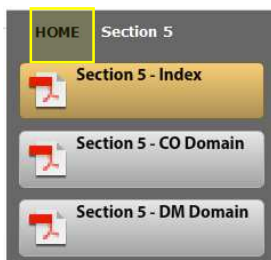 HOME Section 5
Section 5 - Index
Section 5 - CO Domain
Section 5 - DM Domain